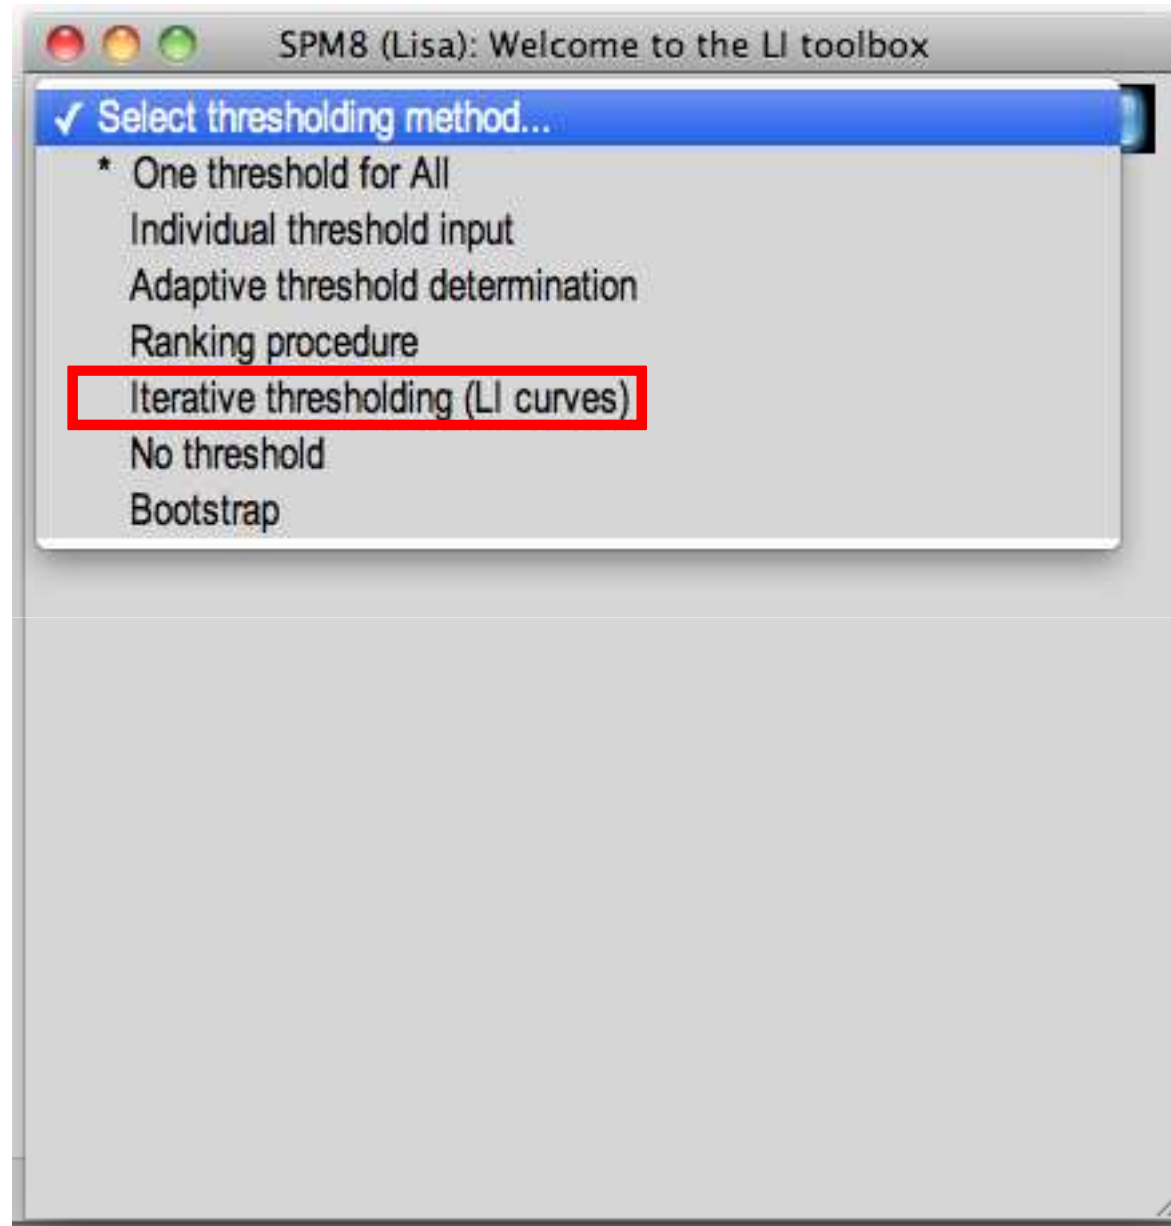 SPM8 (Lisa): Welcome to the LI toolbox
✓ Select thresholding method...
* One threshold for All
Individual threshold input
Adaptive threshold determination
Ranking procedure
Iterative thresholding (LI curves)
No threshold
Bootstrap